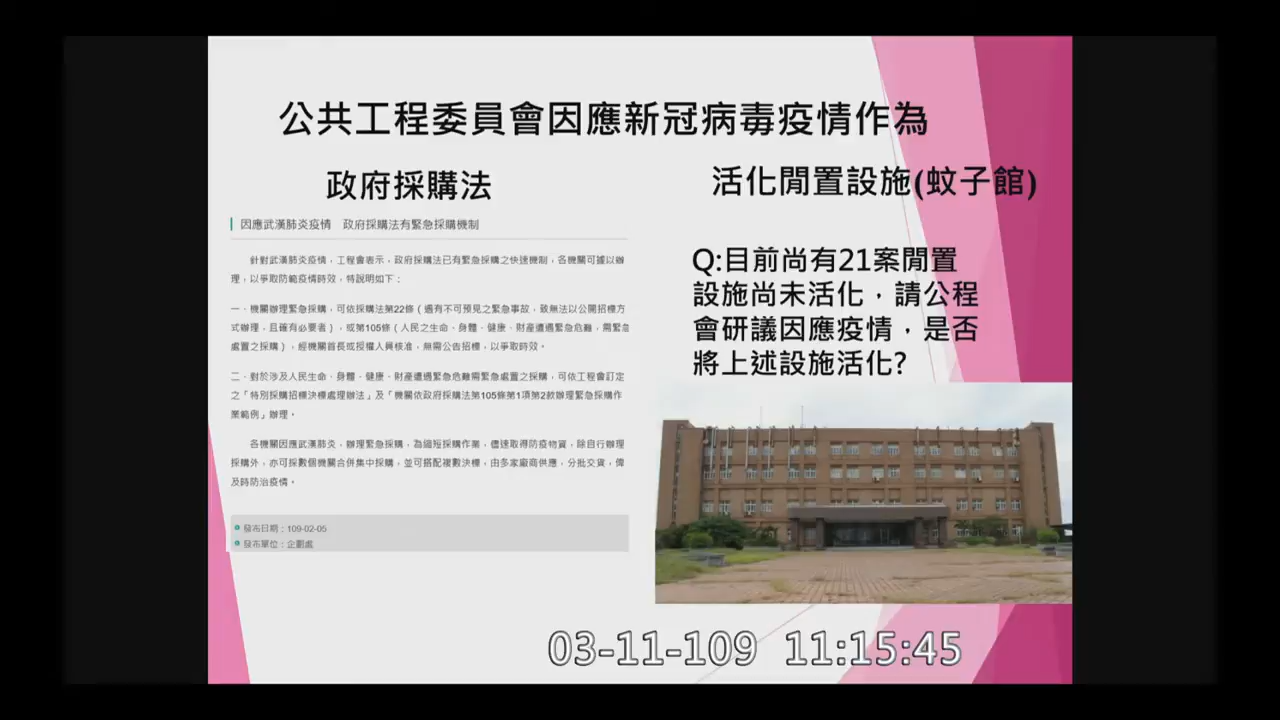 公共工程委員會因應新冠病毒疫情作為
政府採購法
因應武漢肺炎疫情 政府採購法有緊急採購機制
針對武漢肺炎疫情，工程會表示，政府採購法已有緊急採購之快速機制，各機關可據以辦
理，以爭取防範疫情時效，特說明如下：
一、機關辦理緊急採購，可依採購法第22條（遇有不可預見之緊急事故，致無法以公開招標方
式辦理，且確有必要者），或第105條（人民之生命、身體、健康、財產遭遇緊急危難，需緊急
處置之採購），經機關首長或授權人員核准，無需公告招標，以爭取時效。
二、對於涉及人民生命、身體、健康、財產遭遇緊急危難需緊急處置之採購，可依工程會訂定
之「特別採購招標決標處理辦法」及「機關依政府採購法第105條第1項第2款辦理緊急採購作
業範例」辦理。
各機關因應武漢肺炎，辦理緊急採購，為縮短採購作業，儘速取得防疫物資，除自行辦理
採購外，亦可採數個機關合併集中採購，並可搭配複數決標，由多家廠商供應，分批交貨，俾
及時防治疫情。
發布日期：109-02-05
發布單位：企劃處
活化閒置設施(蚊子館)
Q:目前尚有21案閒置
設施尚未活化，請公程
會研議因應疫情，是否
將上述設施活化?
03-11-109 11:15:45